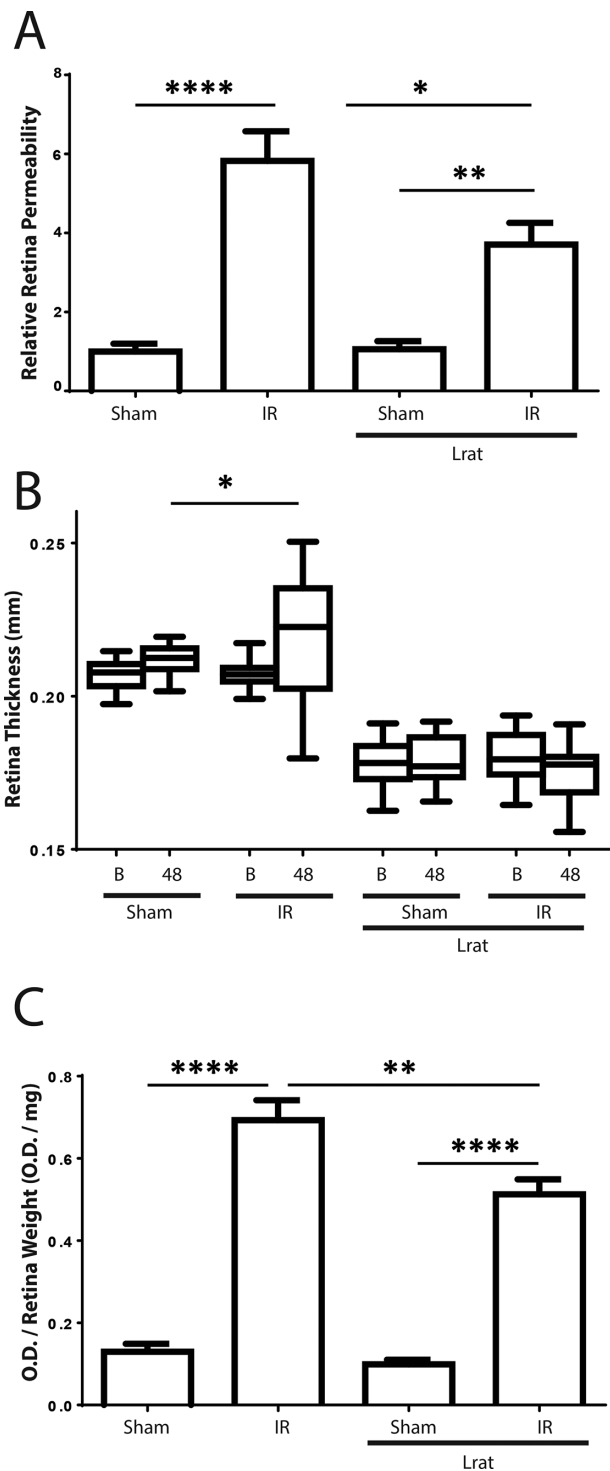 A
Relative Retina Permeability
8
6
4
2
0
**** *
**
Sham IR Sham IR
Lrat
B
Retina Thickness (mm)
0.25
0.20
0.15
*
B 48 B 48 B 48 B 48
Sham IR Sham IR
Lrat
C
O.D. / Retina Weight (O.D. / mg)
0.8
0.6
0.4
0.2
0.0
**** **
****
Sham IR Sham IR
Lrat